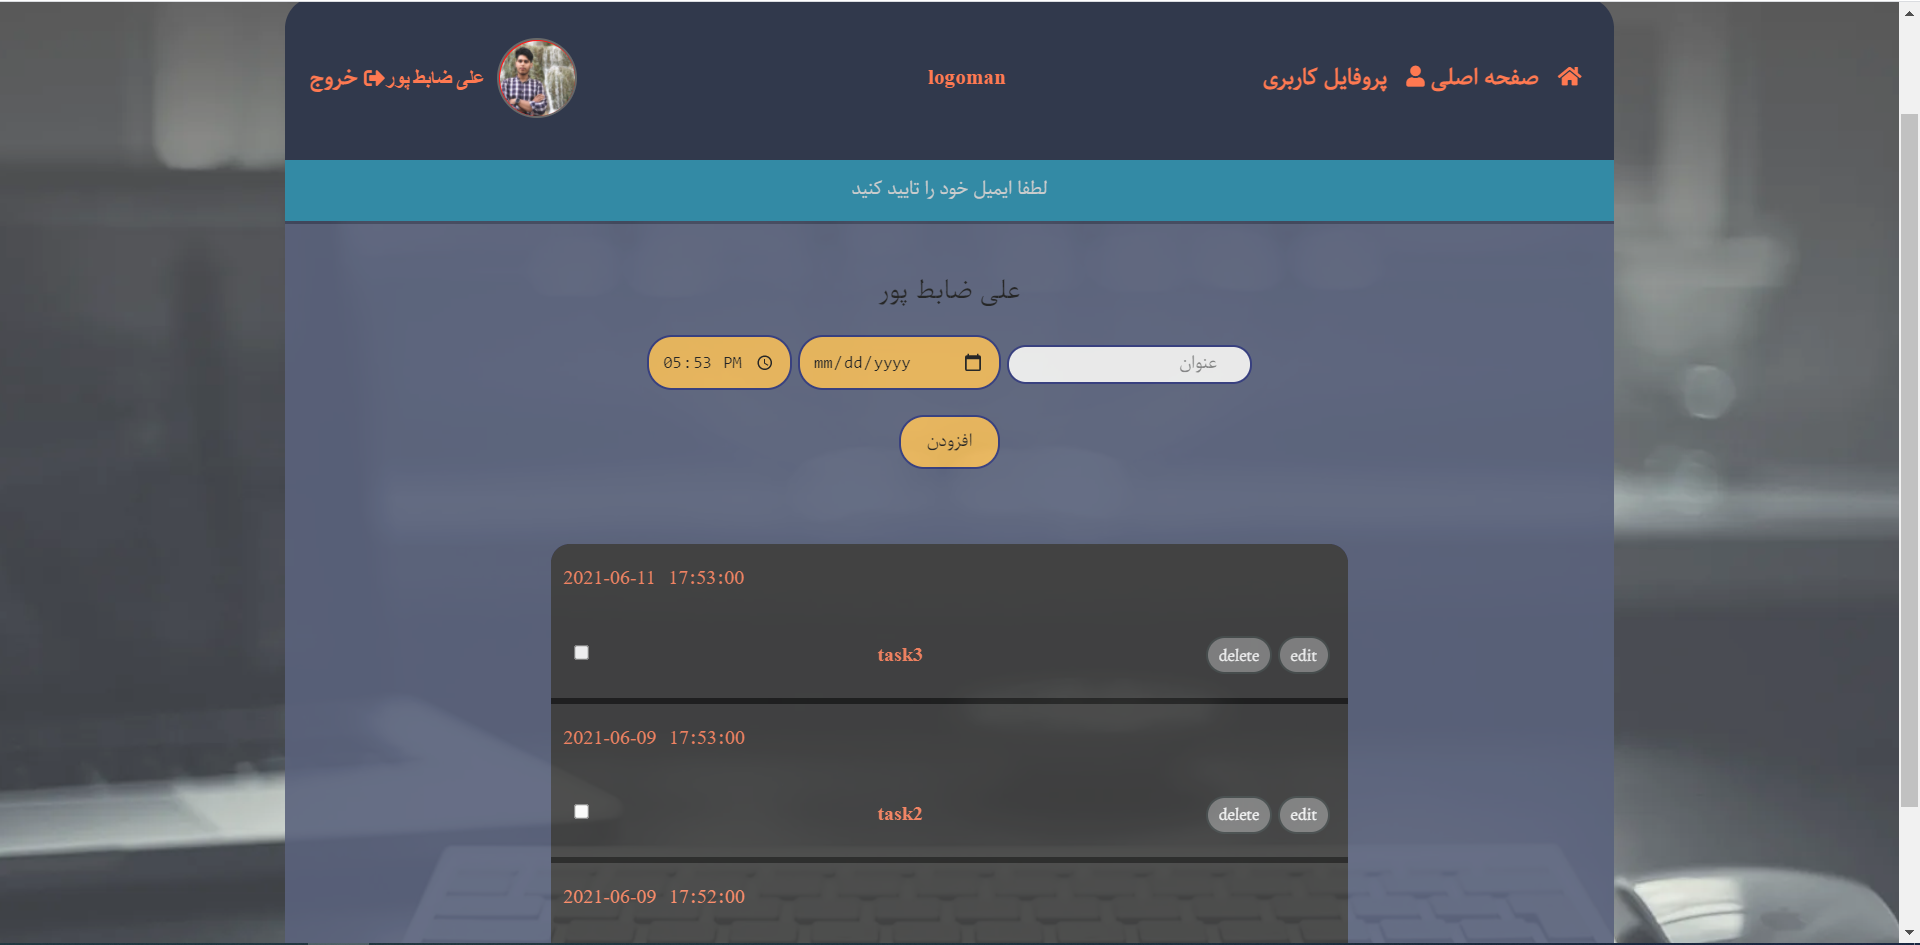 صفحه اصلی
پروفایل کاربری
logoman
علی ضابط پور
خروج
لطفا ایمیل خود را تایید کنید
علی ضابط پور
عنوان
mm/dd/yyyy
05:53 PM
افزودن
2021-06-11 17:53:00
task3
delete edit
2021-06-09 17:53:00
task2
delete edit
2021-06-09 17:52:00